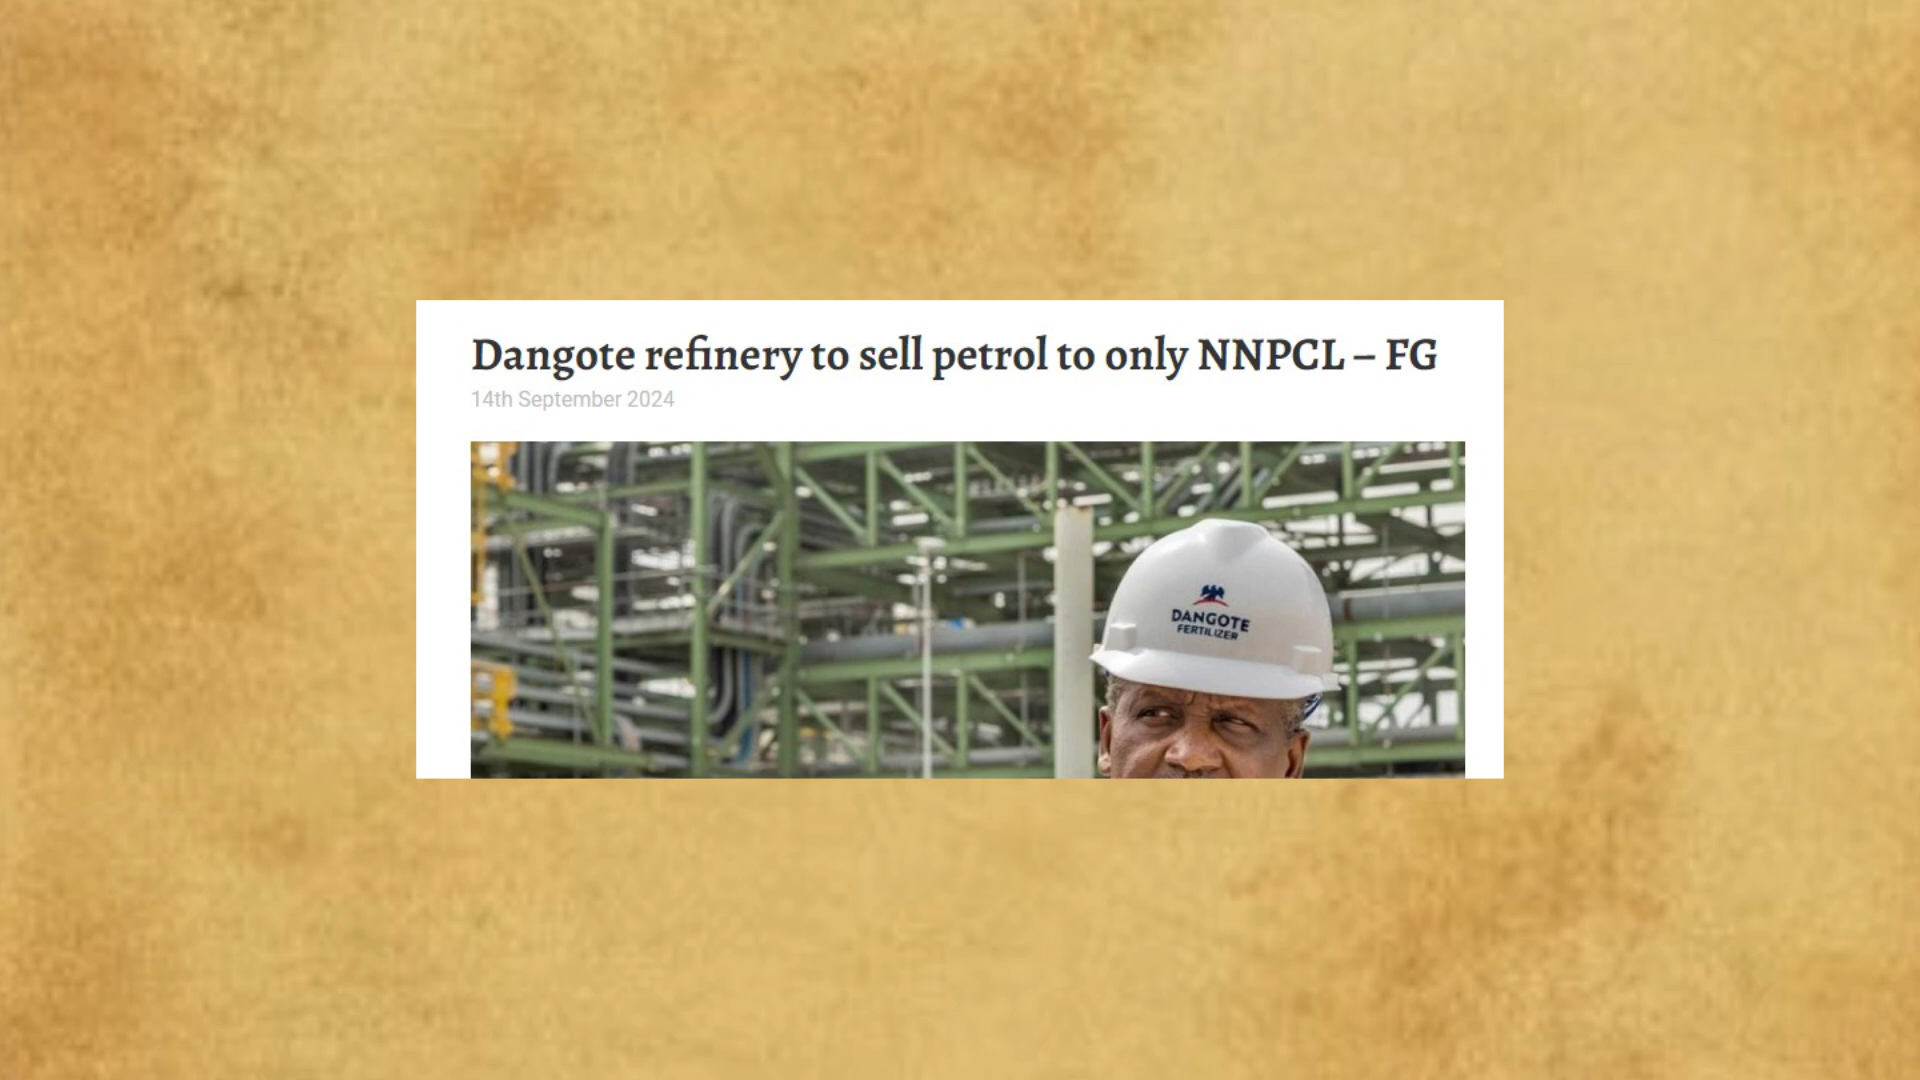 Dangote refinery to sell petrol to only NNPCL – FG
14th September 2024
DANGOTE
FERTILIZER